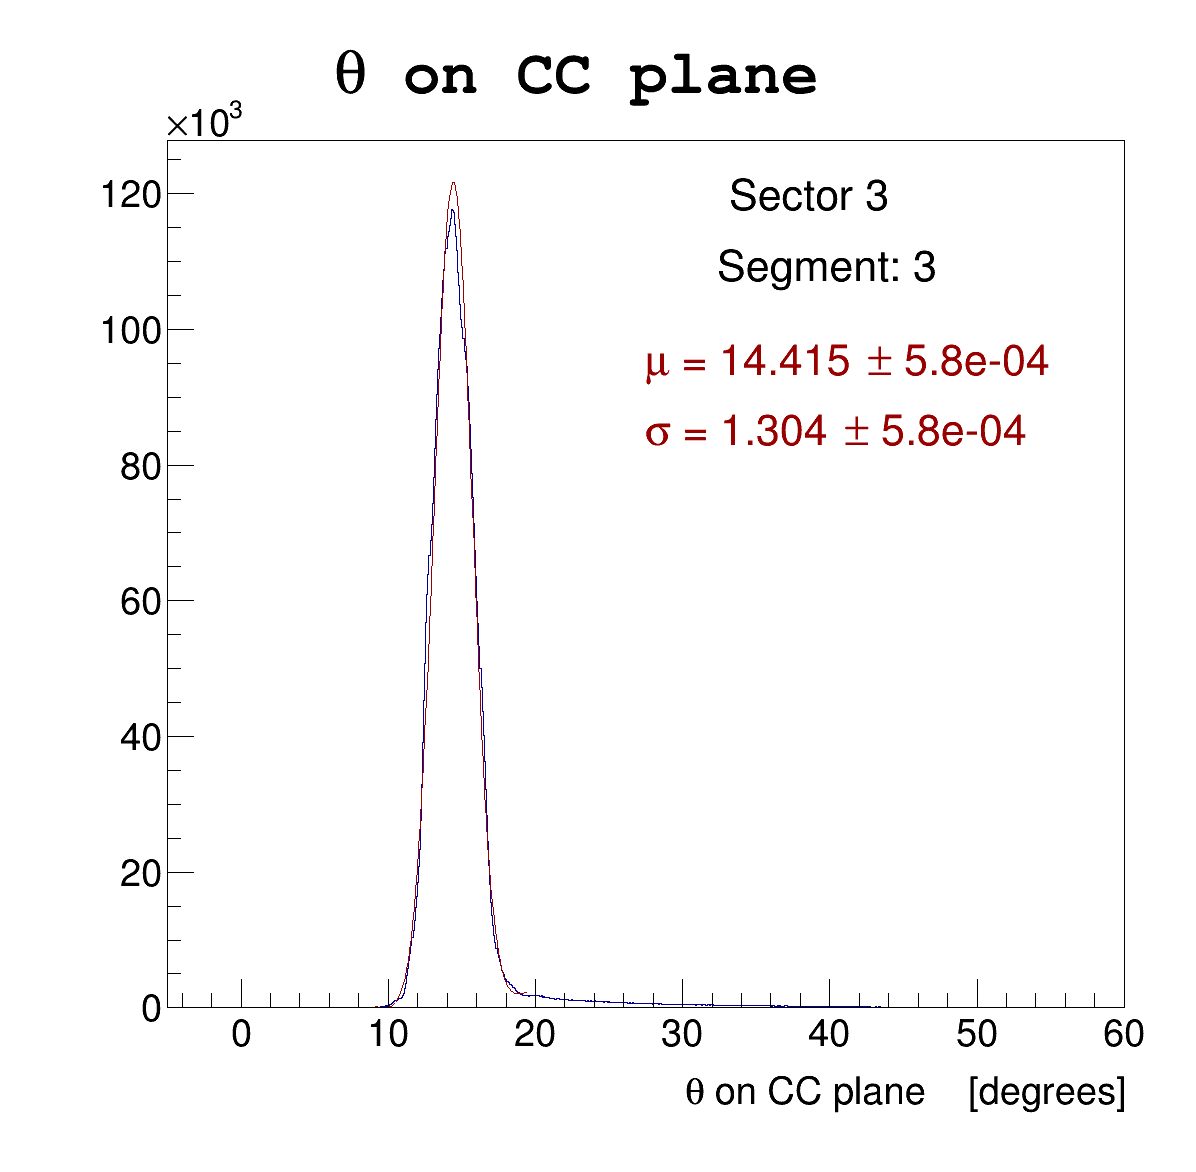 θ on CC plane
×10³
120
100
80
60
40
20
0
Sector 3
Segment: 3
μ = 14.415 ± 5.8e-04
σ = 1.304 ± 5.8e-04
0 10 20 30 40 50 60
θ on CC plane [degrees]